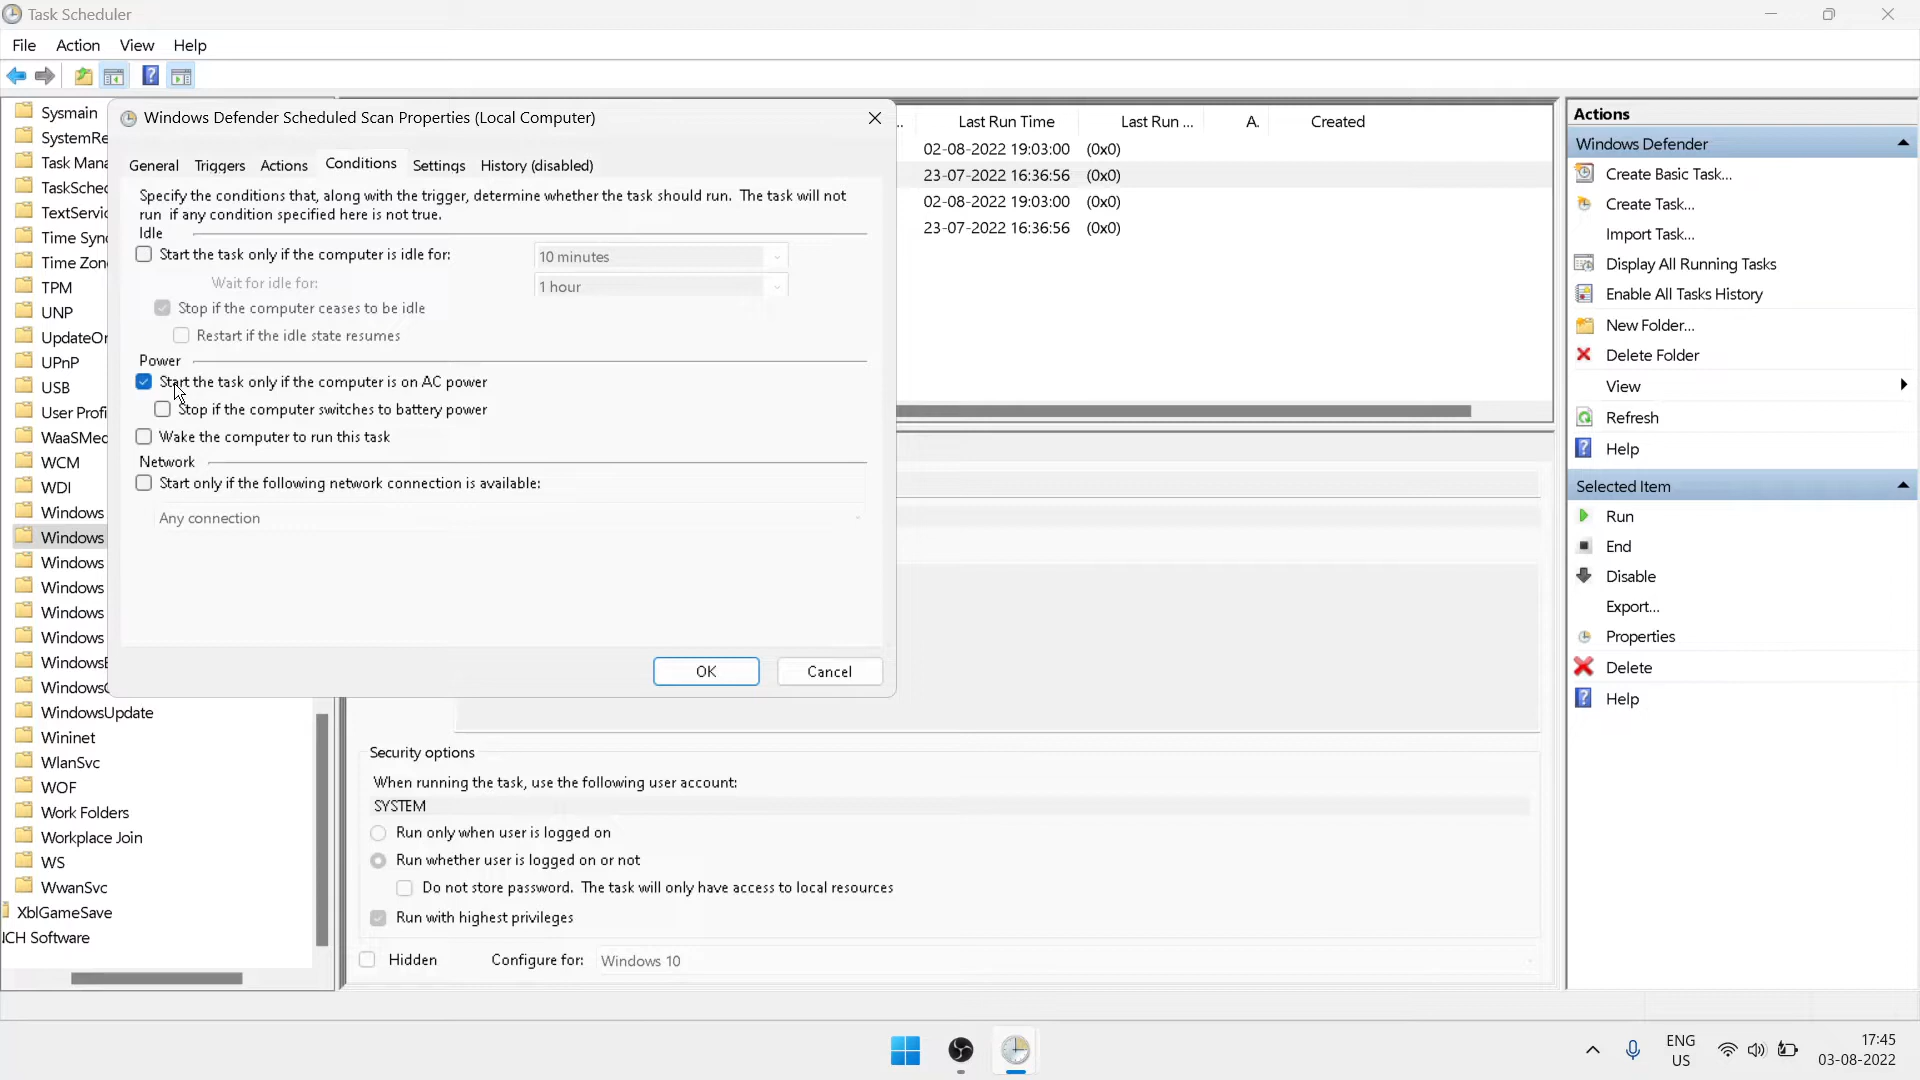 Task Scheduler
File Action View Help
Sysmain
SystemRe
Task Mana
TaskSched
TextServic
Time Sync
Time Zon
TPM
UNP
UpdateOr
UPnP
USB
User Profi
WaaSMed
WCM
WDI
Windows
Windows
Windows
Windows
Windows
Windows
WindowsE
WindowsC
WindowsUpdate
Wininet
WlanSvc
WOF
Work Folders
Workplace Join
WS
WwanSvc
XblGameSave
ICH Software
Windows Defender Scheduled Scan Properties (Local Computer)
General Triggers Actions Conditions Settings History (disabled)
Specify the conditions that, along with the trigger, determine whether the task should run. The task will not
run if any condition specified here is not true.
Idle
Start the task only if the computer is idle for: 10 minutes
Wait for idle for: 1 hour
Stop if the computer ceases to be idle
Restart if the idle state resumes
Power
Start the task only if the computer is on AC power
Stop if the computer switches to battery power
Wake the computer to run this task
Network
Start only if the following network connection is available:
Any connection
OK Cancel
... Last Run Time Last Run ... A. Created
02-08-2022 19:03:00 (0x0)
23-07-2022 16:36:56 (0x0)
02-08-2022 19:03:00 (0x0)
23-07-2022 16:36:56 (0x0)
Security options
When running the task, use the following user account:
SYSTEM
Run only when user is logged on
Run whether user is logged on or not
Do not store password. The task will only have access to local resources
Run with highest privileges
Hidden Configure for: Windows 10
Actions
Windows Defender
Create Basic Task...
Create Task...
Import Task...
Display All Running Tasks
Enable All Tasks History
New Folder...
Delete Folder
View
Refresh
Help
Selected Item
Run
End
Disable
Export...
Properties
Delete
Help
ENG
US
17:45
03-08-2022